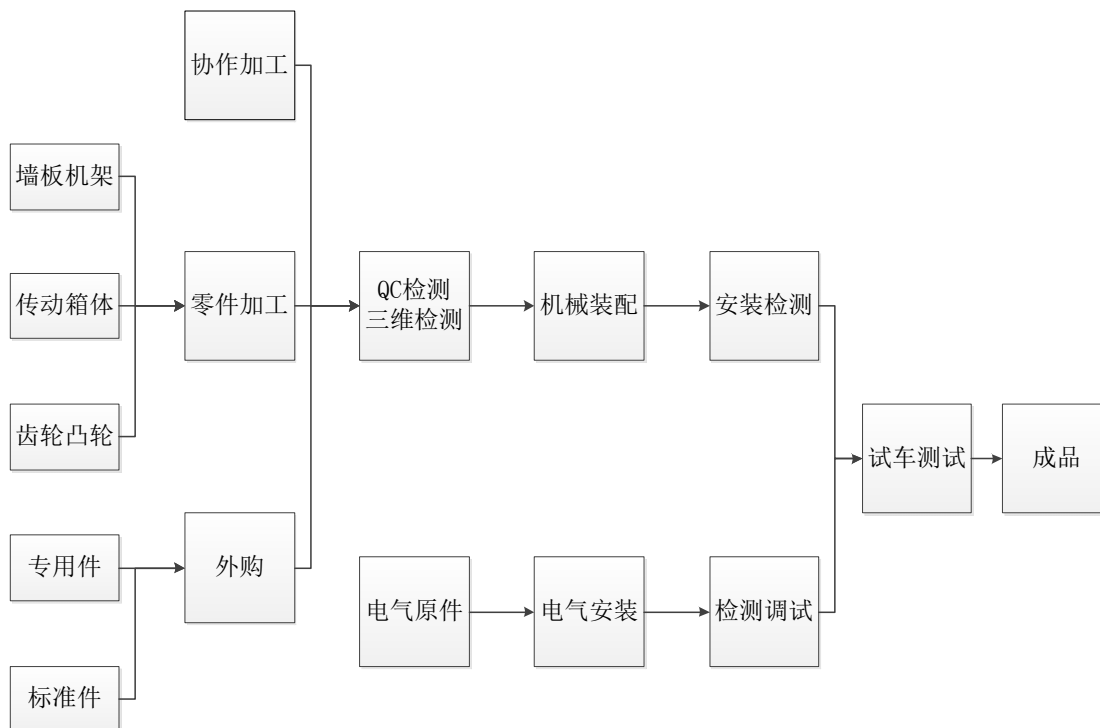 协作加工
墙板机架
传动箱体
零件加工
QC检测
三维检测
机械装配
安装检测
齿轮凸轮
试车测试
成品
专用件
外购
电气原件
电气安装
检测调试
标准件